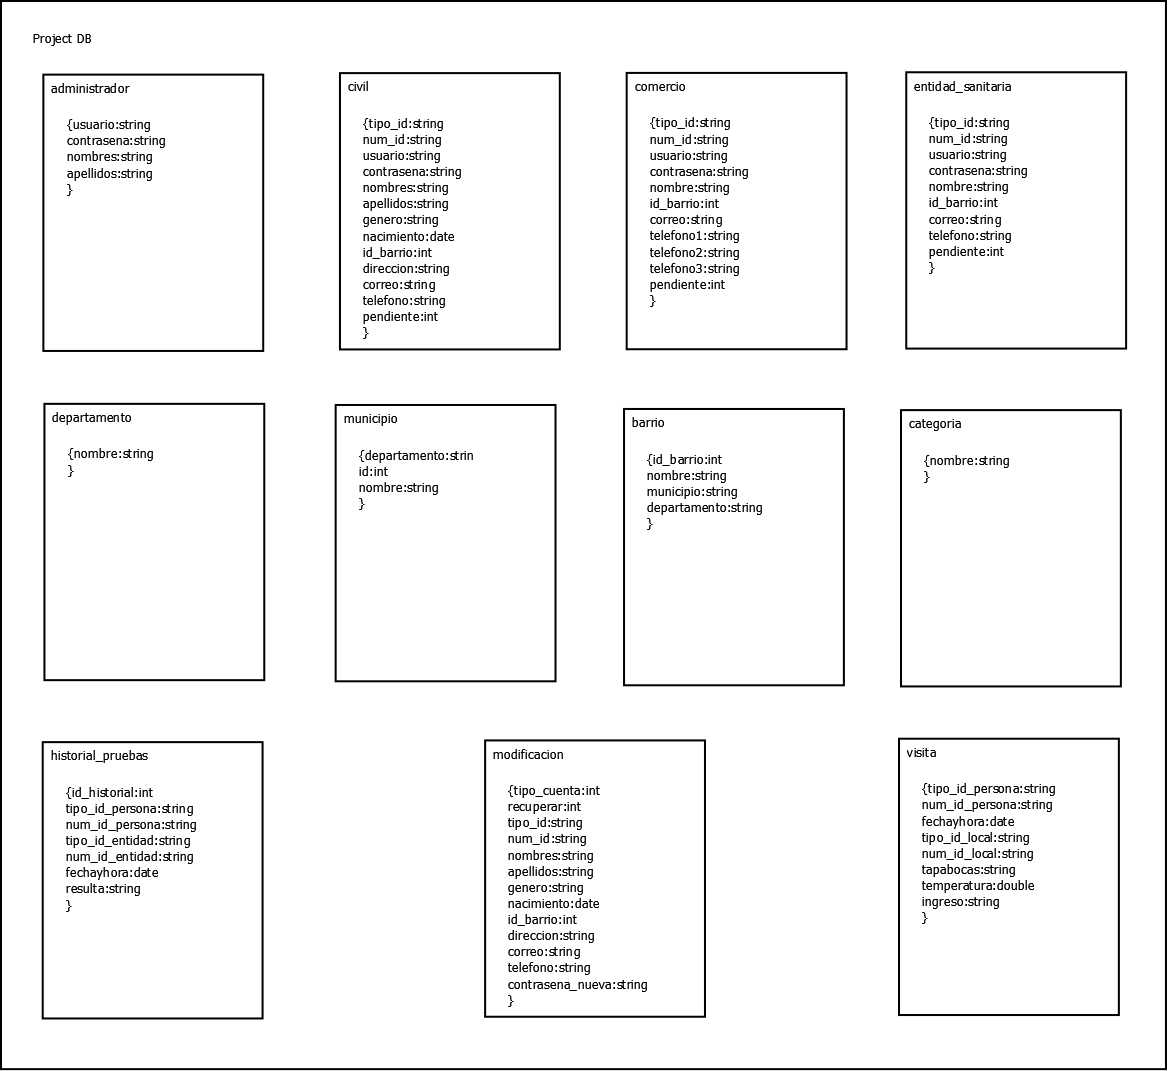 Project DB
administrador
{usuario:string
contrasena:string
nombres:string
apellidos:string
}
civil
{tipo_id:string
num_id:string
usuario:string
contrasena:string
nombres:string
apellidos:string
genero:string
nacimiento:date
id_barrio:int
direccion:string
correo:string
telefono:string
pendiente:int
}
comercio
{tipo_id:string
num_id:string
usuario:string
contrasena:string
nombre:string
id_barrio:int
correo:string
telefono1:string
telefono2:string
telefono3:string
pendiente:int
}
entidad_sanitaria
{tipo_id:string
num_id:string
usuario:string
contrasena:string
nombre:string
id_barrio:int
correo:string
telefono:string
pendiente:int
}
departamento
{nombre:string
}
municipio
{departamento:strin
id:int
nombre:string
}
barrio
{id_barrio:int
nombre:string
municipio:string
departamento:string
}
categoria
{nombre:string
}
historial_pruebas
{id_historial:int
tipo_id_persona:string
num_id_persona:string
tipo_id_entidad:string
num_id_entidad:string
fechayhora:date
resulta:string
}
modificacion
{tipo_cuenta:int
recuperar:int
tipo_id:string
num_id:string
nombres:string
apellidos:string
genero:string
nacimiento:date
id_barrio:int
direccion:string
correo:string
telefono:string
contrasena_nueva:string
}
visita
{tipo_id_persona:string
num_id_persona:string
fechayhora:date
tipo_id_local:string
num_id_local:string
tapabocas:string
temperatura:double
ingreso:string
}